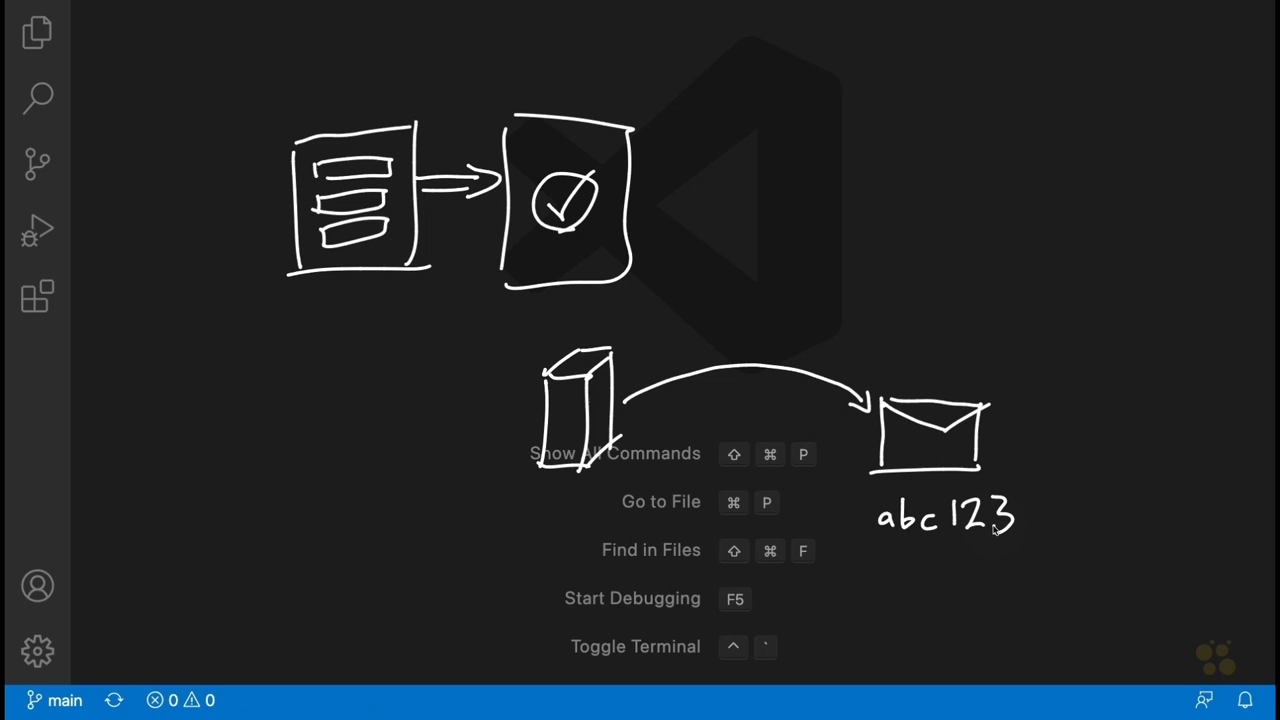 Show All Commands ⇧ ⌘ P
Go to File ⌘ P
abc123
Find in Files ⇧ ⌘ F
Start Debugging F5
Toggle Terminal ^ `
main 0 0